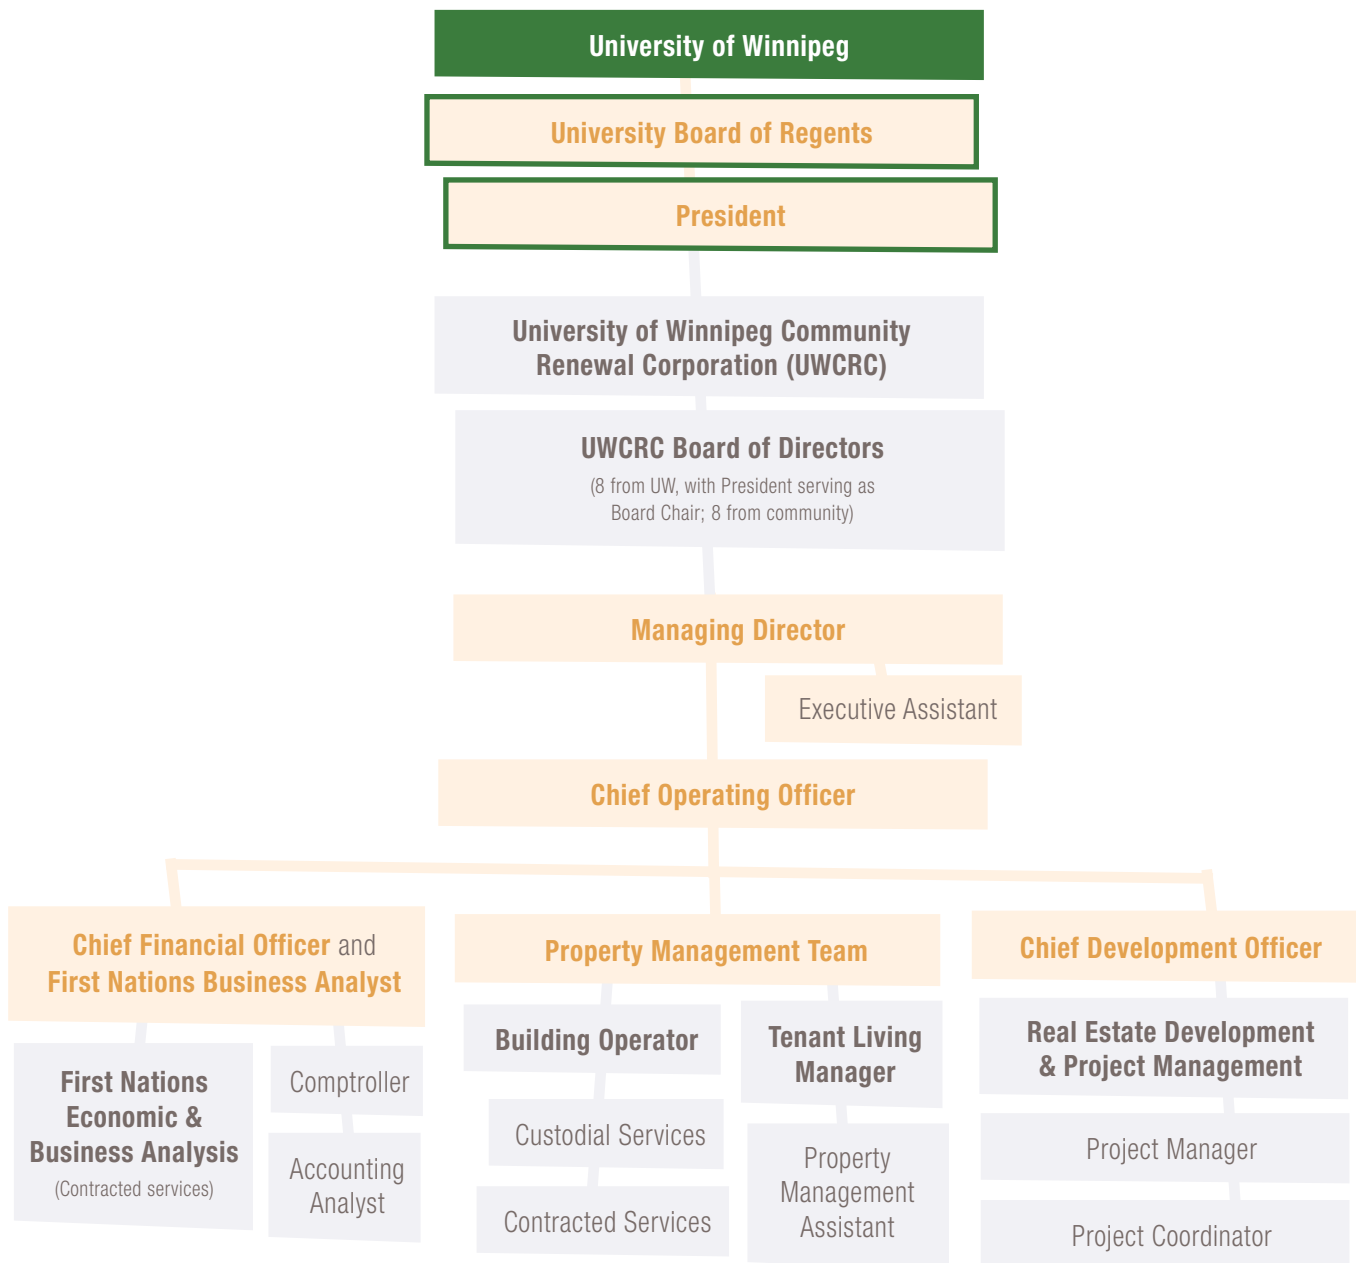 University of Winnipeg
University Board of Regents
President
University of Winnipeg Community
Renewal Corporation (UWCRC)
UWCRC Board of Directors
(8 from UW, with President serving as
Board Chair; 8 from community)
Managing Director
Executive Assistant
Chief Operating Officer
Chief Financial Officer and
First Nations Business Analyst
First Nations
Economic &
Business Analysis
(Contracted services)
Comptroller
Accounting
Analyst
Property Management Team
Building Operator
Custodial Services
Contracted Services
Tenant Living
Manager
Property
Management
Assistant
Chief Development Officer
Real Estate Development
& Project Management
Project Manager
Project Coordinator